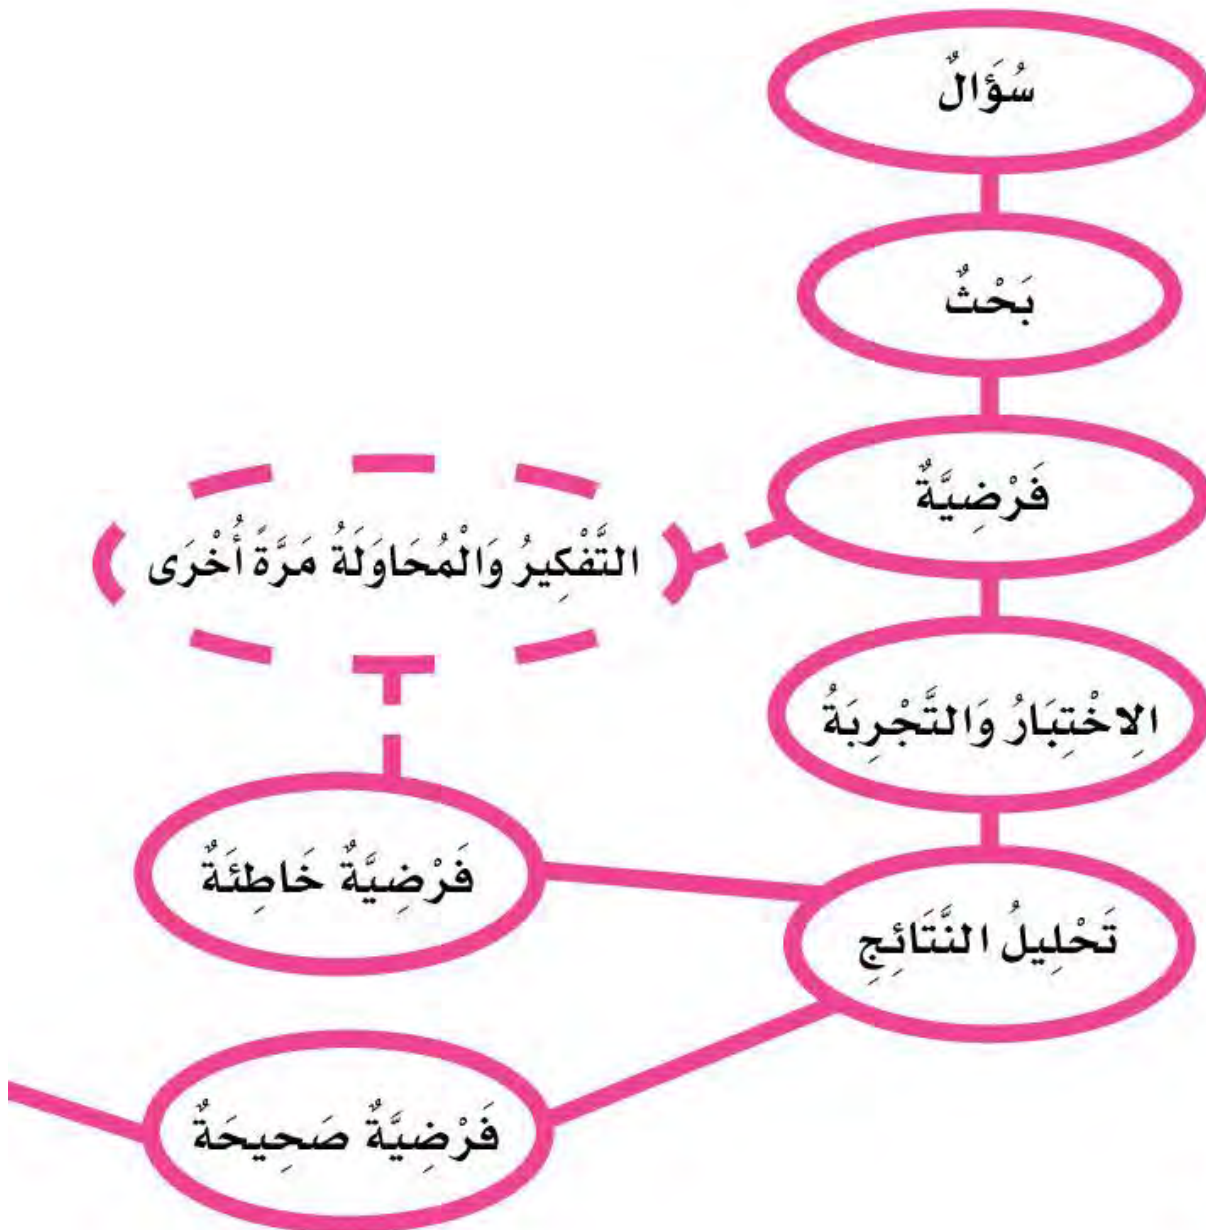 سُؤَالٌ
بَحْثٌ
فَرْضِيَّةٌ
التَّفْكِيرُ وَالْمُحَاوَلَةُ مَرَّةً أُخْرَى
الِاخْتِبَارُ وَالتَّجْرِبَةُ
فَرْضِيَّةٌ خَاطِئَةٌ
تَحْلِيلُ النَّتَائِجِ
فَرْضِيَّةٌ صَحِيحَةٌ